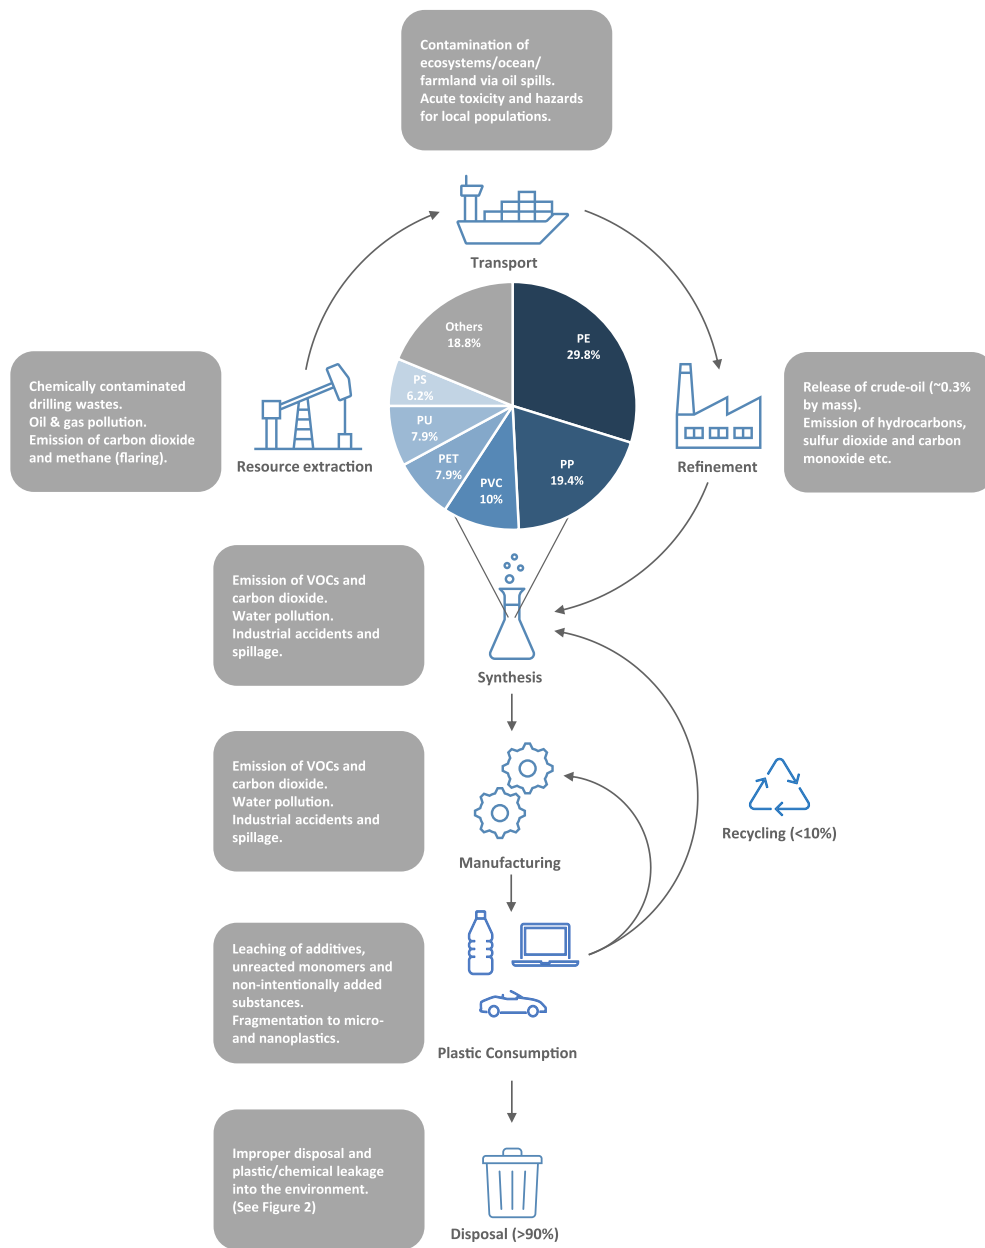 Contamination of
ecosystems/ocean/
farmland via oil spills.
Acute toxicity and hazards
for local populations.
Transport
Others
18.8%
PE
29.8%
PS
6.2%
PU
7.9%
PET
7.9%
PVC
10%
PP
19.4%
Chemically contaminated
drilling wastes.
Oil & gas pollution.
Emission of carbon dioxide
and methane (flaring).
Resource extraction
Refinement
Release of crude-oil (~0.3%
by mass).
Emission of hydrocarbons,
sulfur dioxide and carbon
monoxide etc.
Emission of VOCs and
carbon dioxide.
Water pollution.
Industrial accidents and
spillage.
Synthesis
Emission of VOCs and
carbon dioxide.
Water pollution.
Industrial accidents and
spillage.
Manufacturing
Recycling (<10%)
Leaching of additives,
unreacted monomers and
non-intentionally added
substances.
Fragmentation to micro-
and nanoplastics.
Plastic Consumption
Improper disposal and
plastic/chemical leakage
into the environment.
(See Figure 2)
Disposal (>90%)